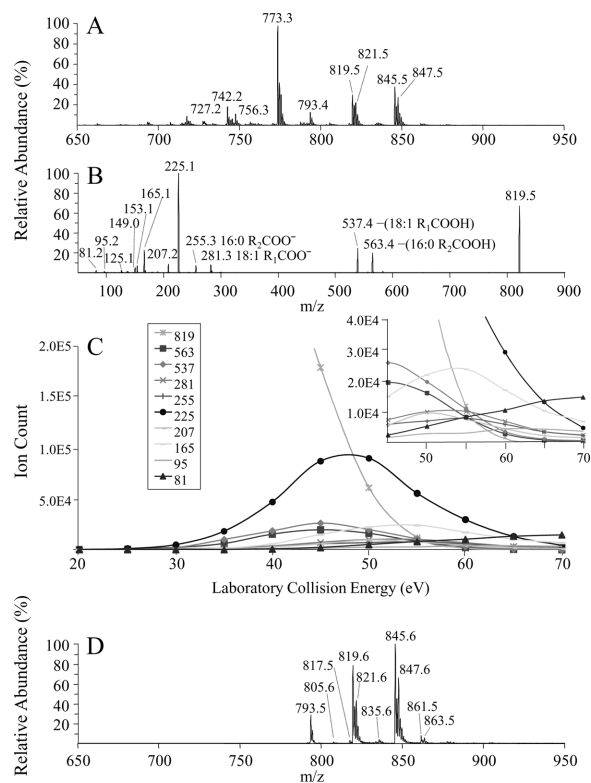 A
Relative Abundance (%)
100
80
60
40
20
773.3
819.5
821.5
845.5
847.5
742.2
727.2
756.3
793.4
650 700 750 800 850 900 950
B
Relative Abundance (%)
100
80
60
40
20
225.1
165.1
153.1
149.0
95.2
81.2
125.1
207.2
255.3 16:0 R₂COO⁻
281.3 18:1 R₁COO⁻
537.4 −(18:1 R₁COOH)
563.4 −(16:0 R₂COOH)
819.5
100 200 300 400 500 600 700 800 900
m/z
C
Ion Count
2.0E5
1.0E5
5.0E4
819
563
537
281
255
225
207
165
95
81
4.0E4
3.0E4
2.0E4
1.0E4
50 60 70
20 30 40 50 60 70
Laboratory Collision Energy (eV)
D
Relative Abundance (%)
100
80
60
40
20
845.6
819.6
817.5
847.6
821.6
805.6
793.5
835.6
861.5
863.5
650 700 750 800 850 900 950
m/z